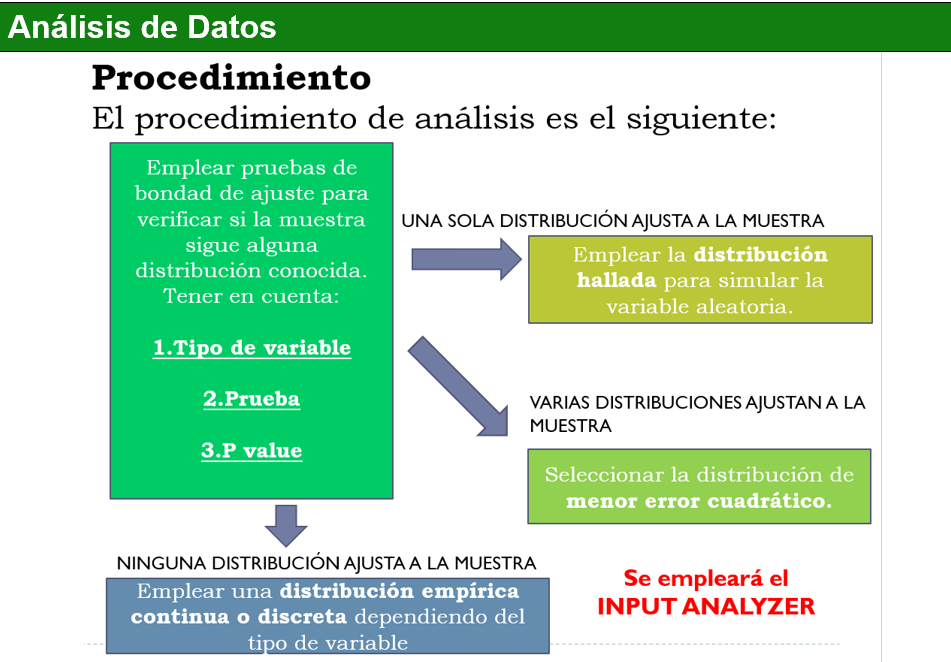 Análisis de Datos
Procedimiento
El procedimiento de análisis es el siguiente:
Emplear pruebas de
bondad de ajuste para
verificar si la muestra
sigue alguna
distribución conocida.
Tener en cuenta:
1.Tipo de variable
2.Prueba
3.P value
UNA SOLA DISTRIBUCIÓN AJUSTA A LA MUESTRA
Emplear la distribución
hallada para simular la
variable aleatoria.
VARIAS DISTRIBUCIONES AJUSTAN A LA
MUESTRA
Seleccionar la distribución de
menor error cuadrático.
NINGUNA DISTRIBUCIÓN AJUSTA A LA MUESTRA
Emplear una distribución empírica
continua o discreta dependiendo del
tipo de variable
Se empleará el
INPUT ANALYZER